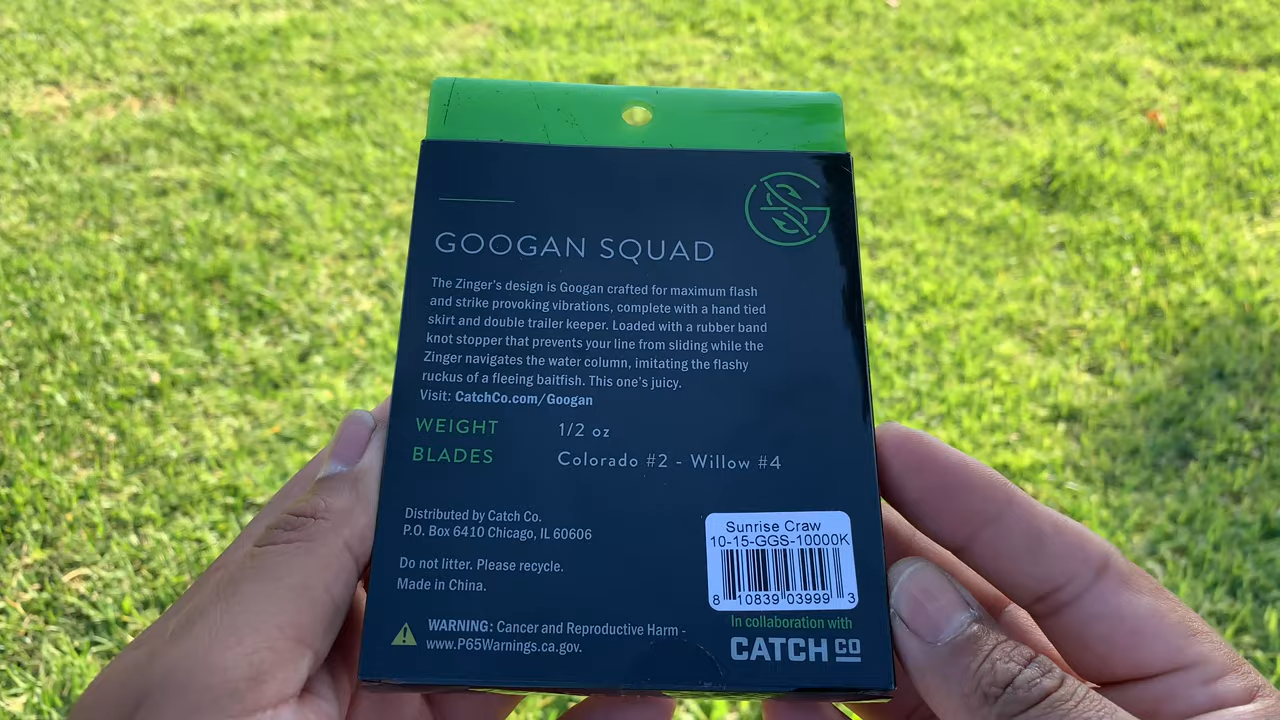 GOOGAN SQUAD
The Zinger's design is Googan crafted for maximum flash
and strike provoking vibrations, complete with a hand tied
skirt and double trailer keeper. Loaded with a rubber band
knot stopper that prevents your line from sliding while the
Zinger navigates the water column, imitating the flashy
ruckus of a fleeing baitfish. This one's juicy.
Visit: CatchCo.com/Googan
WEIGHT 1/2 oz
BLADES Colorado #2 - Willow #4
Distributed by Catch Co.
P.O. Box 6410 Chicago, IL 60606
Do not litter. Please recycle.
Made in China.
WARNING: Cancer and Reproductive Harm -
www.P65Warnings.ca.gov.
Sunrise Craw
10-15-GGS-10000K
8 10839 03999 3
In collaboration with
CATCH CO